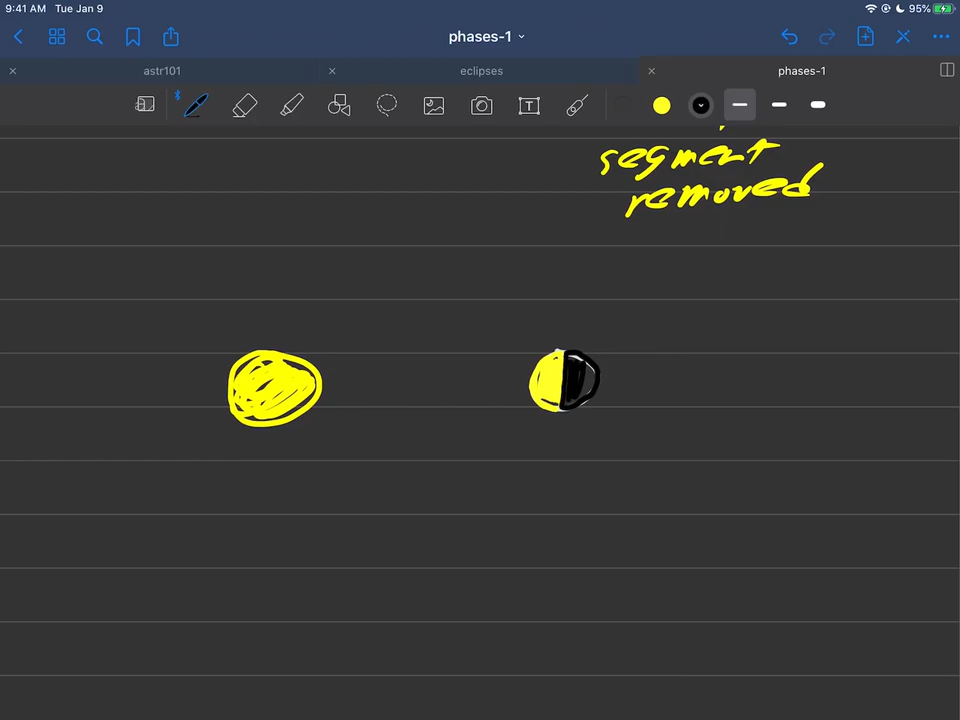 9:41 AM Tue Jan 9
95%
phases-1
astr101
eclipses
phases-1
T
segment
removed